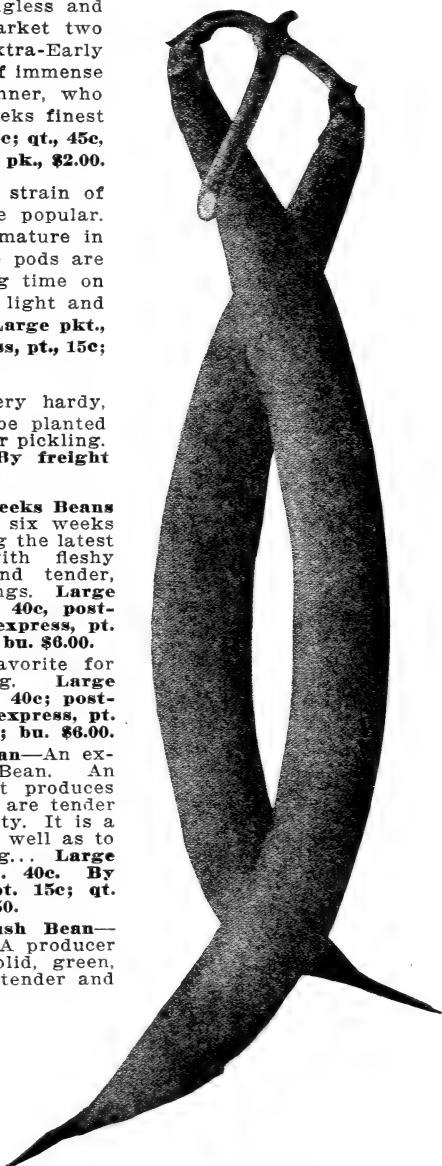 gless and
arket two
xtra-Early
f immense
nner, who
eks finest
c; qt., 45c,
pk., $2.00.
strain of
e popular.
mature in
pods are
g time on
light and
Large pkt.,
ss, pt., 15c;
ery hardy,
be planted
r pickling.
By freight
eeks Beans
six weeks
g the latest
with fleshy
nd tender,
ngs. Large
40c, post-
express, pt.
bu. $6.00.
avorite for
g. Large
40c; post-
express, pt.
; bu. $6.00.
an—An ex-
Bean. An
t produces
are tender
ty. It is a
well as to
g... Large
. 40c. By
pt. 15c; qt.
50.
ush Bean—
A producer
olid, green,
tender and